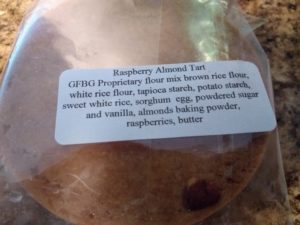 Raspberry Almond Tart
GFBG Proprietary flour mix brown rice flour,
white rice flour, tapioca starch, potato starch,
sweet white rice, sorghum egg, powdered sugar
and vanilla, almonds baking powder,
raspberries, butter